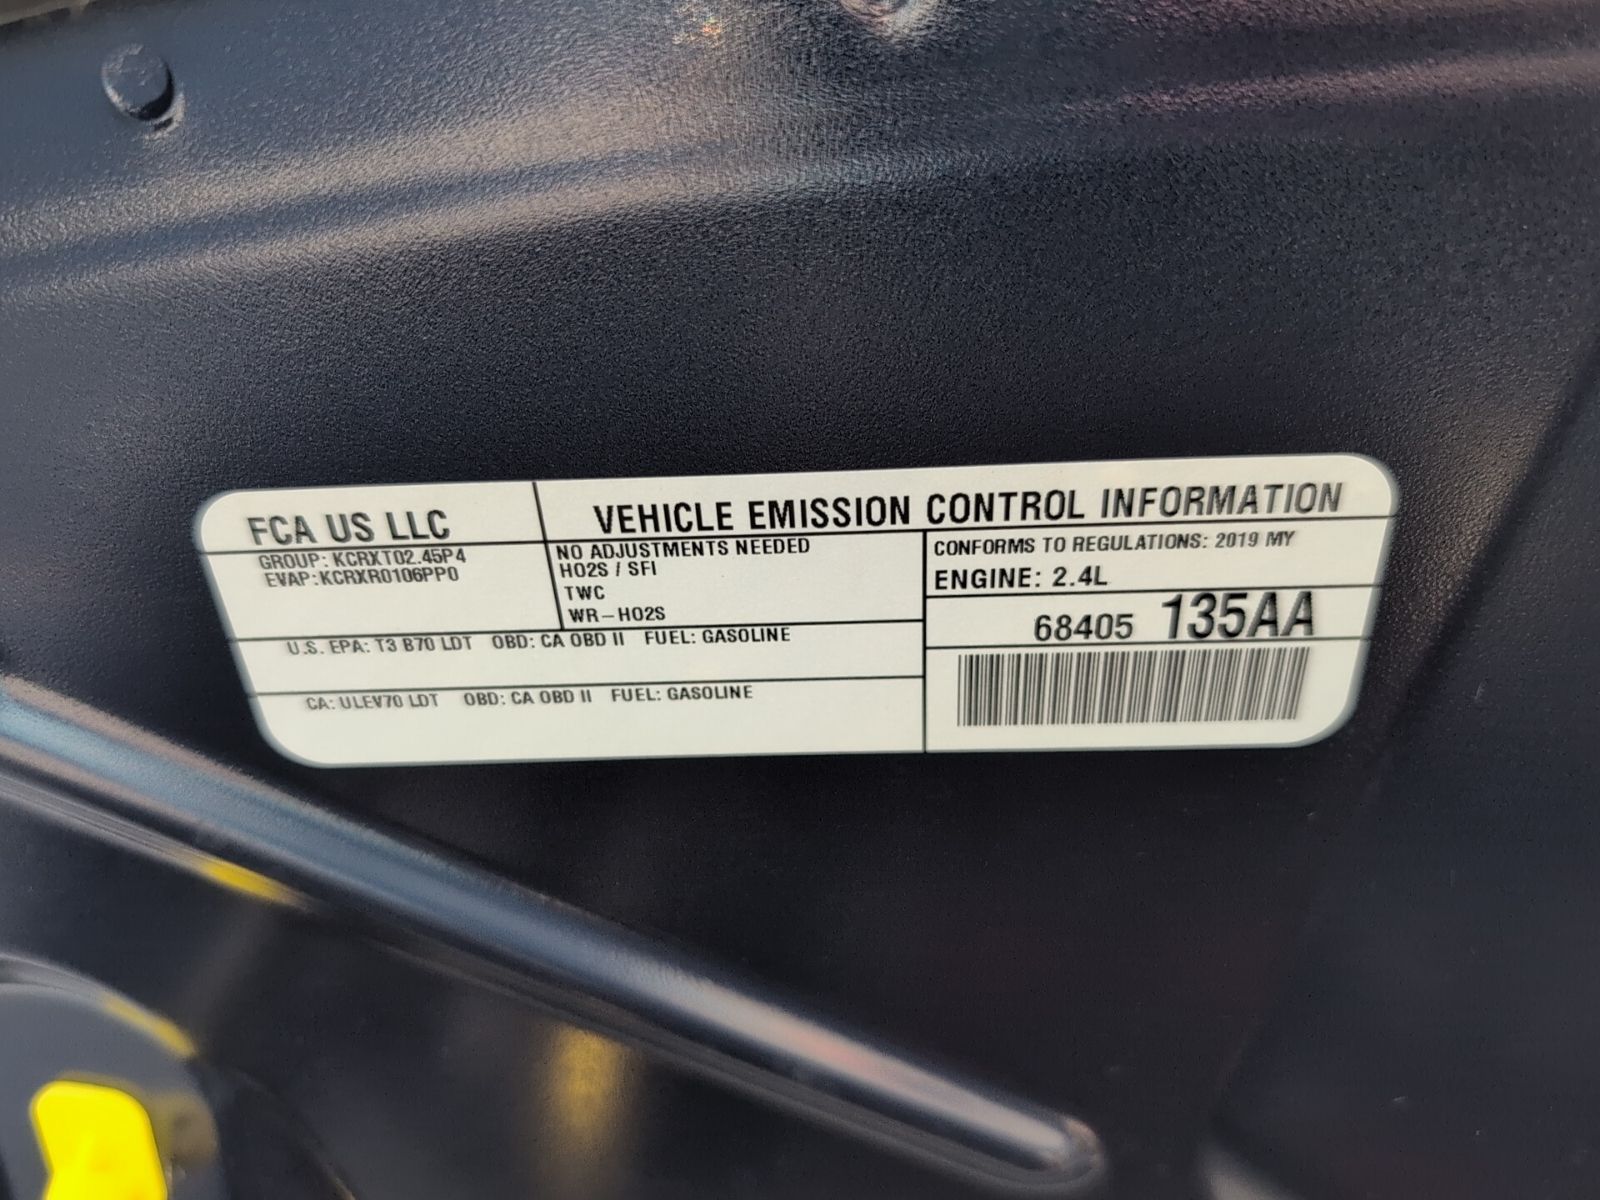 FCA US LLC
VEHICLE EMISSION CONTROL INFORMATION
GROUP: KCRXT02.45P4
EVAP:KCRXR0106PP0
NO ADJUSTMENTS NEEDED
HO2S / SFI
TWC
WR-HO2S
CONFORMS TO REGULATIONS: 2019 MY
ENGINE: 2.4L
68405 135AA
U.S. EPA: T3 B70 LDT OBD: CA OBD II FUEL: GASOLINE
CA: ULEV70 LDT OBD: CA OBD II FUEL: GASOLINE